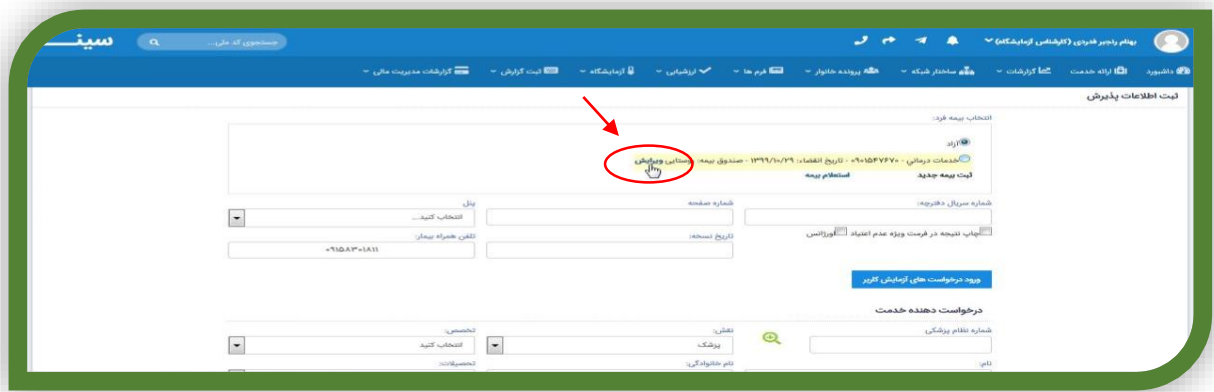 بهنام رنجبر قدردی (کارشناس آزمایشگاه)
جستجوی کد ملی...
سینــ
داشبورد ارائه خدمت گزارشات ساختار شبکه پرونده خانوار فرم ها ارزشیابی آزمایشگاه ثبت گزارش گزارشات مدیریت مالی
ثبت اطلاعات پذیرش
انتخاب بیمه فرد:
آزاد
خدمات درمانی - ۰۹۰۱۵۴۷۶۷۰ - تاریخ انقضاء: ۱۳۹۹/۱۰/۲۹ - صندوق بیمه: روستایی ویرایش
ثبت بیمه جدید استعلام بیمه
شماره سریال دفترچه: شماره صفحه پنل
انتخاب کنید...
چاپ نتیجه در فرمت ویژه عدم اعتیاد اورژانس تاریخ نسخه: تلفن همراه بیمار:
۰۹۱۵۸۳۰۱۸۱۱
ورود درخواست های آزمایش کاربر
درخواست دهنده خدمت
شماره نظام پزشکی نقش: تخصص:
پزشک انتخاب کنید
نام: نام خانوادگی: تحصیلات: